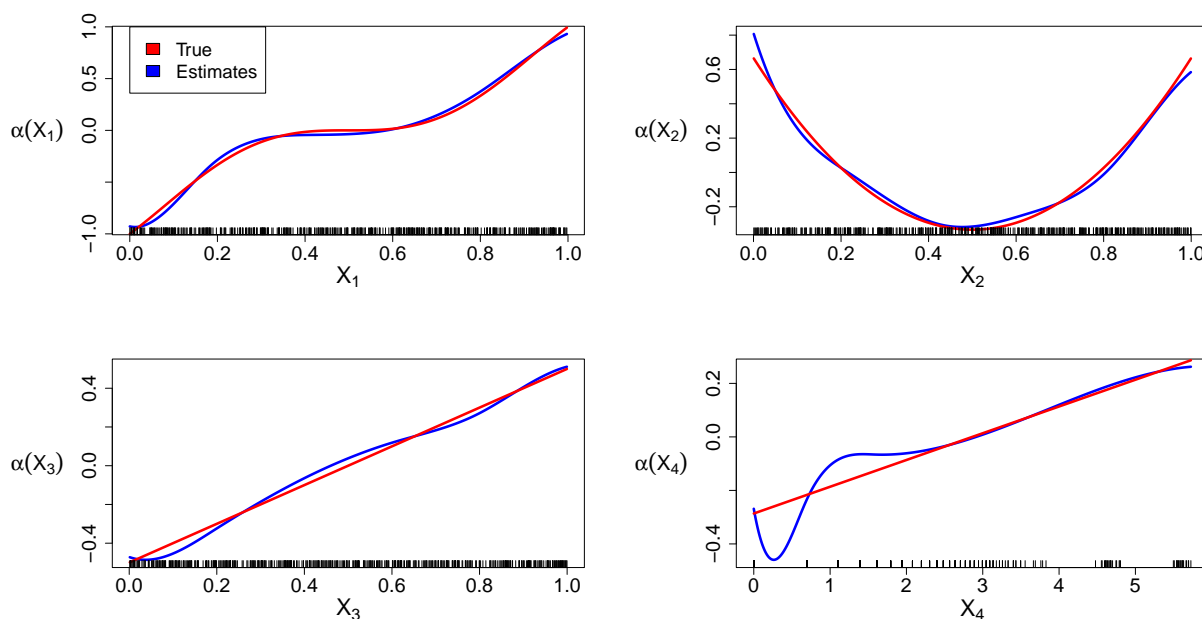 True
Estimates
α(X₁)
−1.0 0.0 0.5 1.0
0.0 0.2 0.4 0.6 0.8 1.0
X₁
α(X₂)
−0.2 0.2 0.6
0.0 0.2 0.4 0.6 0.8 1.0
X₂
α(X₃)
−0.4 0.0 0.4
0.0 0.2 0.4 0.6 0.8 1.0
X₃
α(X₄)
−0.4 0.0 0.2
0 1 2 3 4 5
X₄